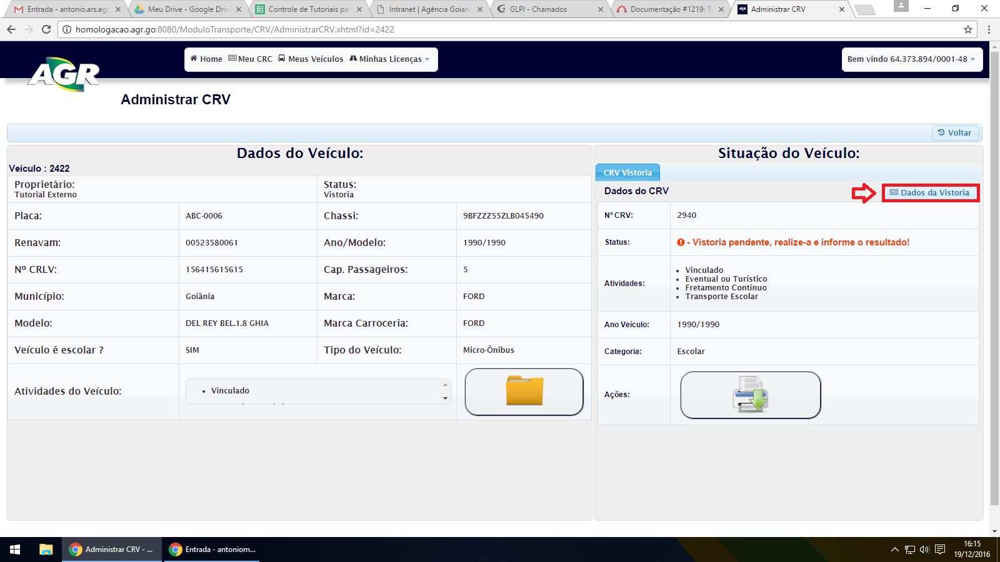 Entrada - antonio.ars.agr
Meu Drive - Google Drive
Controle de Tutoriais par
Intranet | Agência Goiana
GLPI - Chamados
Documentação #1219: Tu
Administrar CRV
homologacao.agr.go:8080/ModuloTransporte/CRV/AdministrarCRV.xhtml?id=2422
AGR
Home Meu CRC Meus Veículos Minhas Licenças
Bem vindo 64.373.894/0001-48
Administrar CRV
Voltar
Dados do Veículo:
Veículo : 2422
Proprietário:
Tutorial Externo
Status:
Vistoria
Placa: ABC-0006 Chassi: 9BFZZZ55ZLB045490
Renavam: 00523580061 Ano/Modelo: 1990/1990
Nº CRLV: 156415615615 Cap. Passageiros: 5
Município: Goiânia Marca: FORD
Modelo: DEL REY BEL.1.8 GHIA Marca Carroceria: FORD
Veículo é escolar ? SIM Tipo do Veículo: Micro-Ônibus
Atividades do Veículo: • Vinculado
Situação do Veículo:
CRV Vistoria
Dados do CRV
Dados da Vistoria
Nº CRV: 2940
Status: - Vistoria pendente, realize-a e informe o resultado!
Atividades:
• Vinculado
• Eventual ou Turístico
• Fretamento Contínuo
• Transporte Escolar
Ano Veículo: 1990/1990
Categoria: Escolar
Ações:
Administrar CRV - ...
Entrada - antoniom...
16:15
19/12/2016